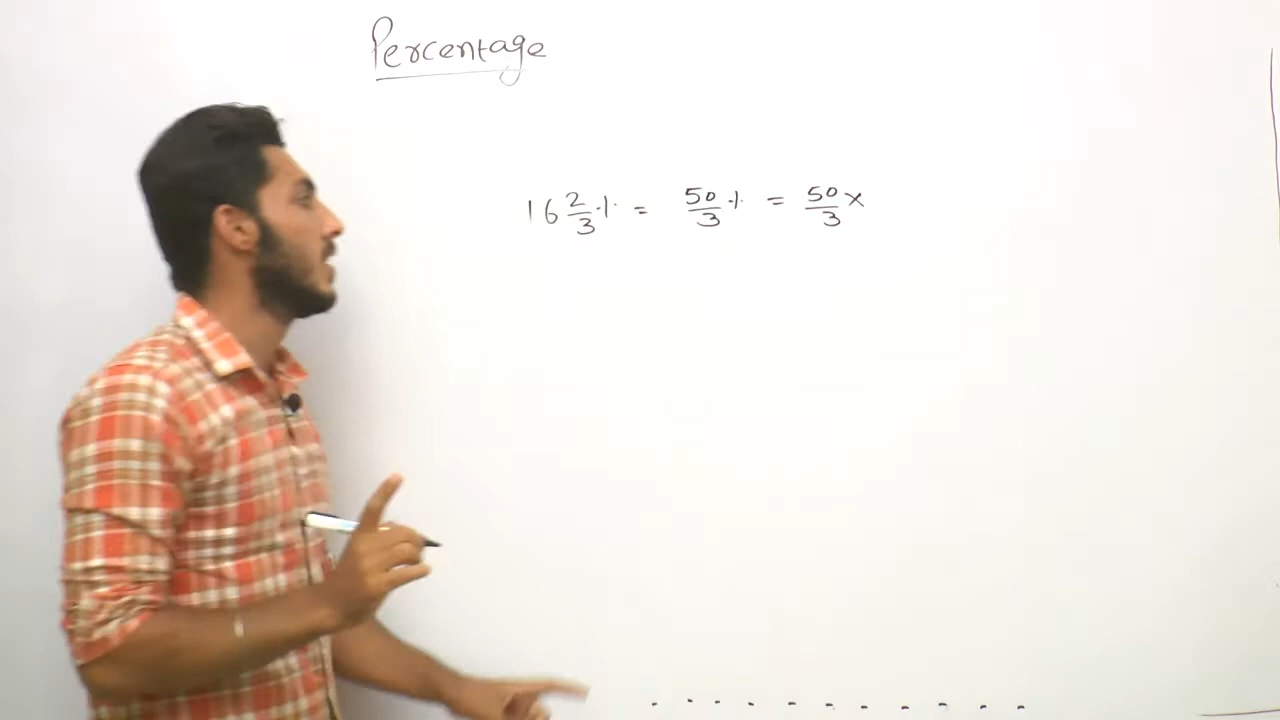 Percentage
16 2/3 % = 50/3 % = 50/3 ×